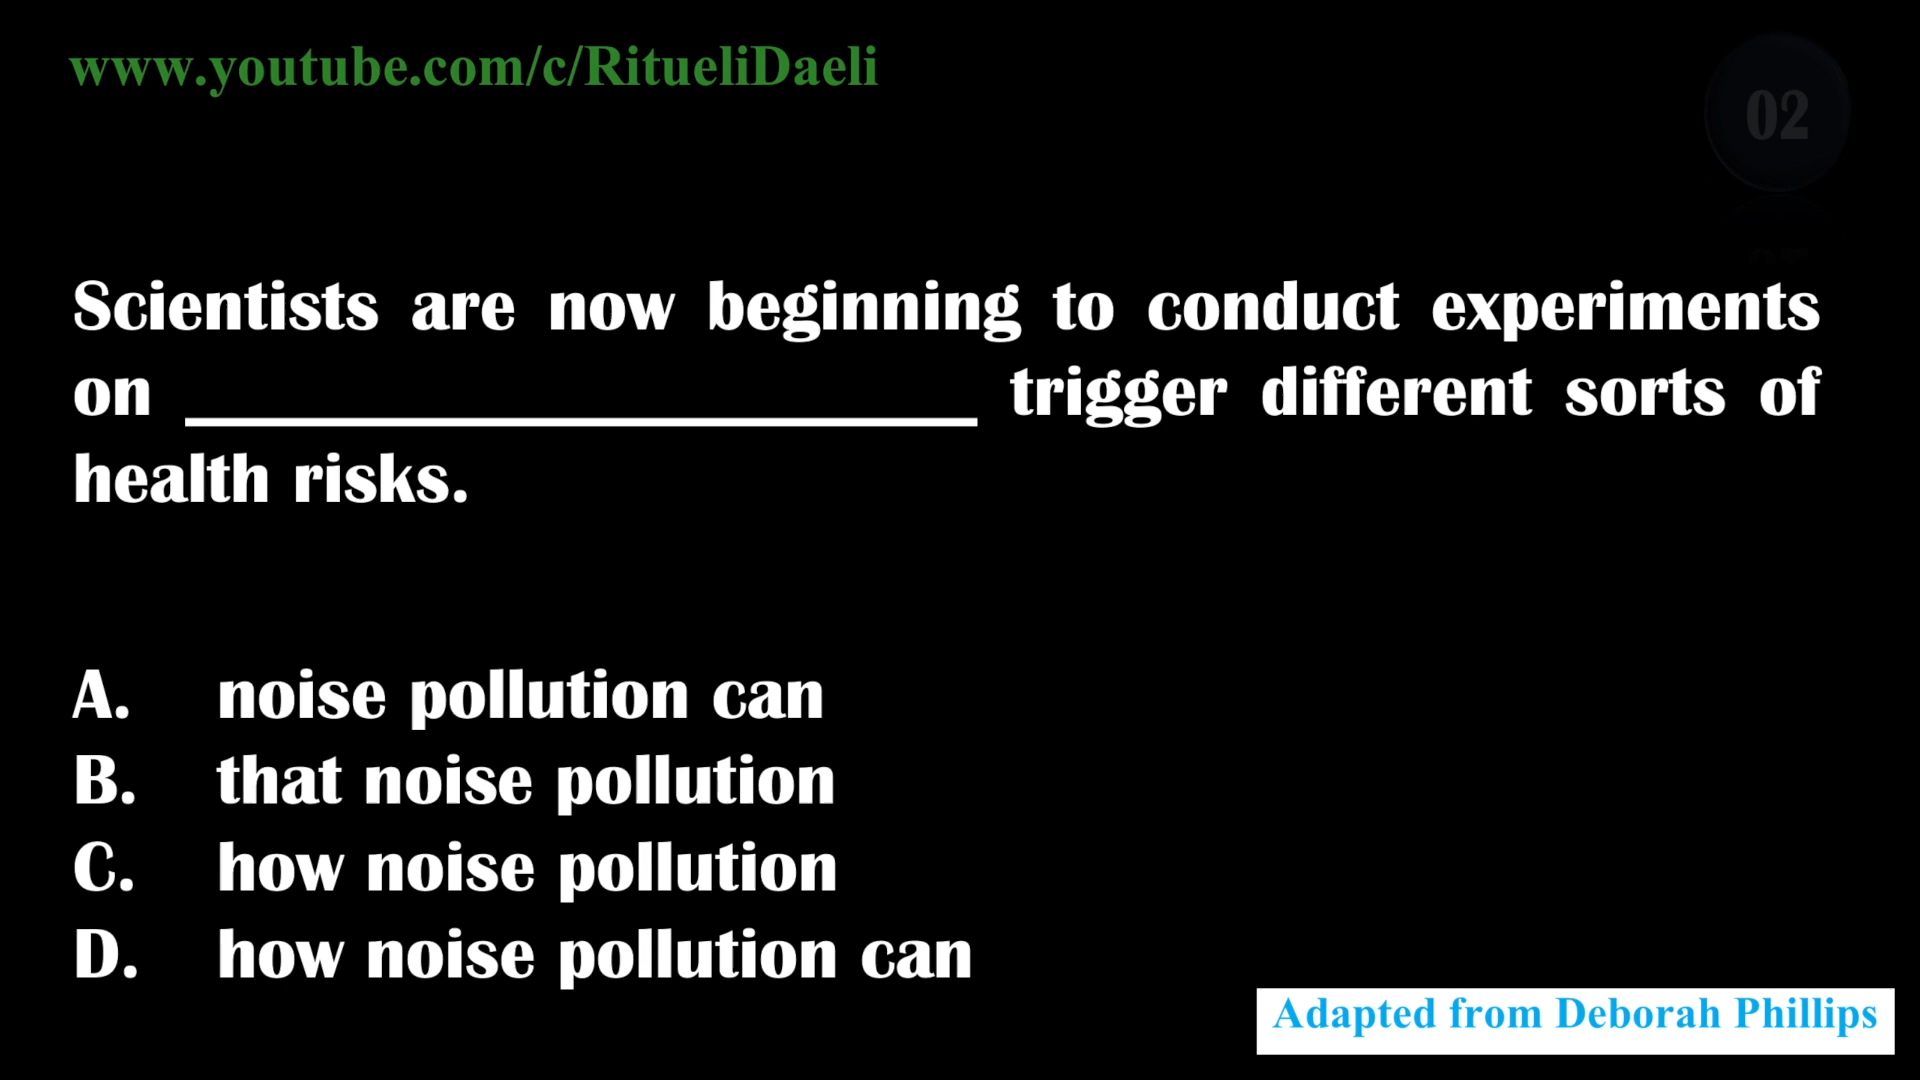 www.youtube.com/c/RitueliDaeli
02
Scientists are now beginning to conduct experiments
on ______________________ trigger different sorts of
health risks.
A. noise pollution can
B. that noise pollution
C. how noise pollution
D. how noise pollution can
Adapted from Deborah Phillips